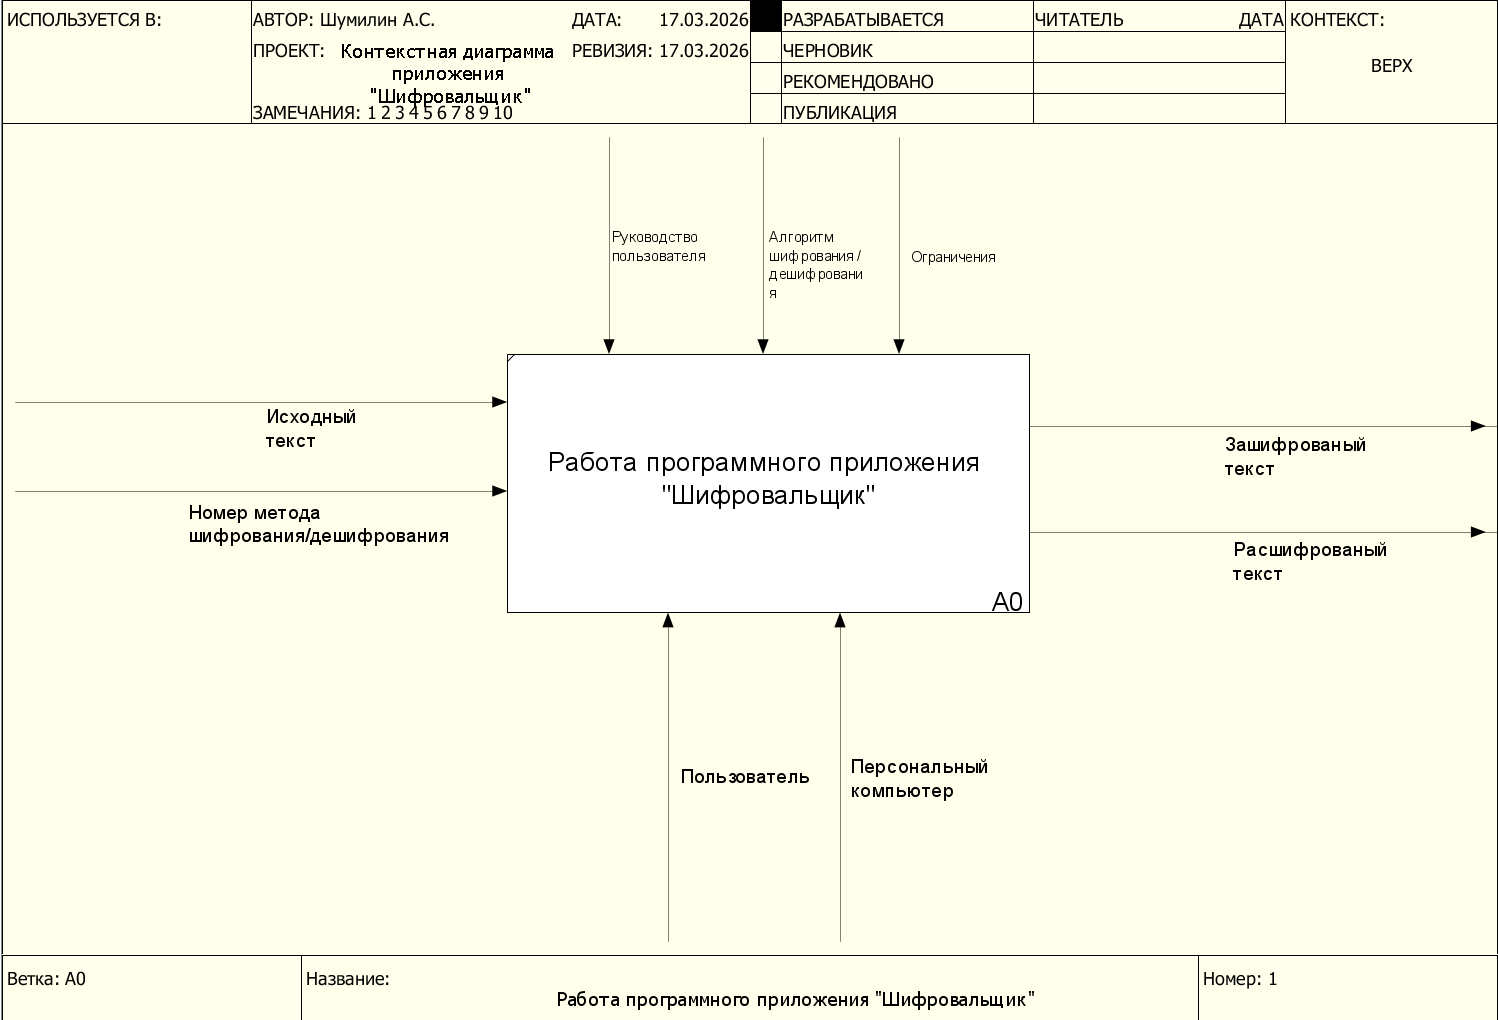 ИСПОЛЬЗУЕТСЯ В:
АВТОР: Шумилин А.С.
ДАТА: 17.03.2026
ПРОЕКТ: Контекстная диаграмма
приложения
"Шифровальщик"
РЕВИЗИЯ: 17.03.2026
ЗАМЕЧАНИЯ: 1 2 3 4 5 6 7 8 9 10
РАЗРАБАТЫВАЕТСЯ
ЧЕРНОВИК
РЕКОМЕНДОВАНО
ПУБЛИКАЦИЯ
ЧИТАТЕЛЬ ДАТА
КОНТЕКСТ:
ВЕРХ
Руководство
пользователя
Алгоритм
шифрования /
дешифровани
я
Ограничения
Исходный
текст
Номер метода
шифрования/дешифрования
Работа программного приложения
"Шифровальщик"
A0
Зашифрованый
текст
Расшифрованый
текст
Пользователь
Персональный
компьютер
Ветка: A0
Название:
Работа программного приложения "Шифровальщик"
Номер: 1